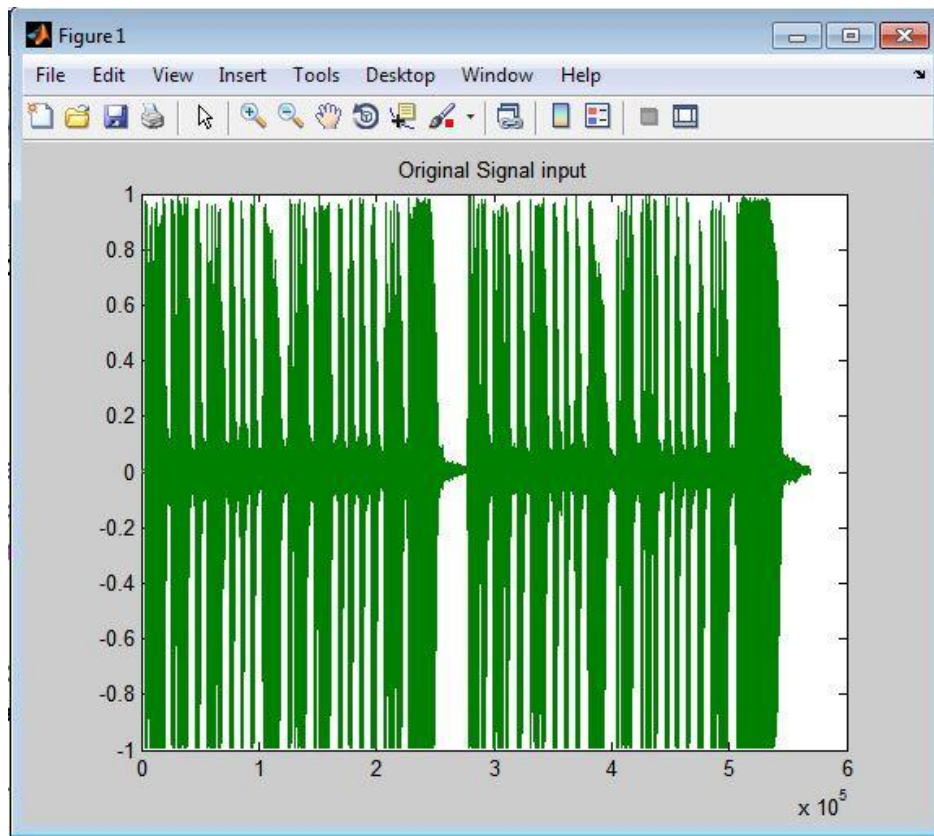 Figure 1
File Edit View Insert Tools Desktop Window Help
Original Signal input
1
0.8
0.6
0.4
0.2
0
-0.2
-0.4
-0.6
-0.8
-1
0 1 2 3 4 5 6
x 10^5